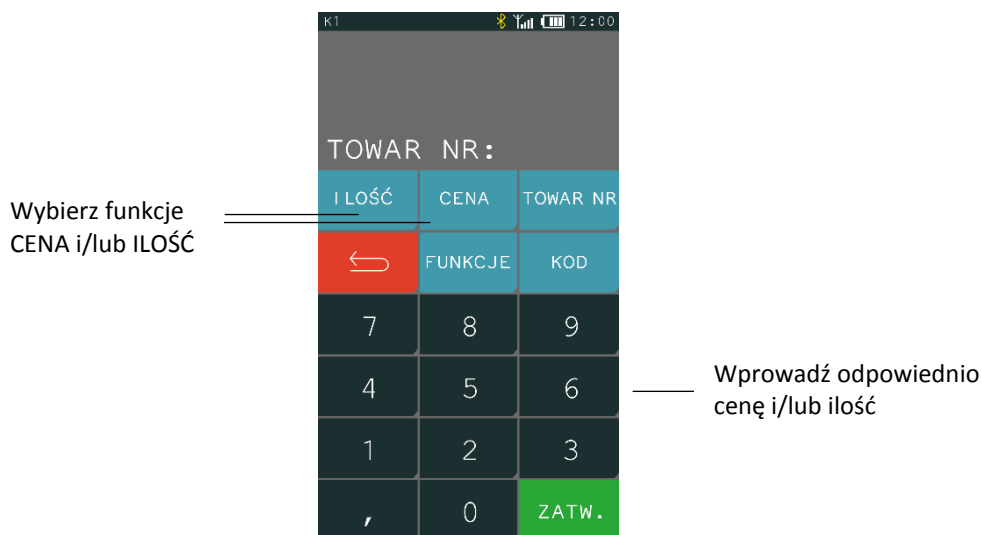 K1 12:00
TOWAR NR:
ILOŚĆ CENA TOWAR NR
Wybierz funkcje
CENA i/lub ILOŚĆ
FUNKCJE KOD
7 8 9
4 5 6
Wprowadź odpowiednio
cenę i/lub ilość
1 2 3
, 0 ZATW.